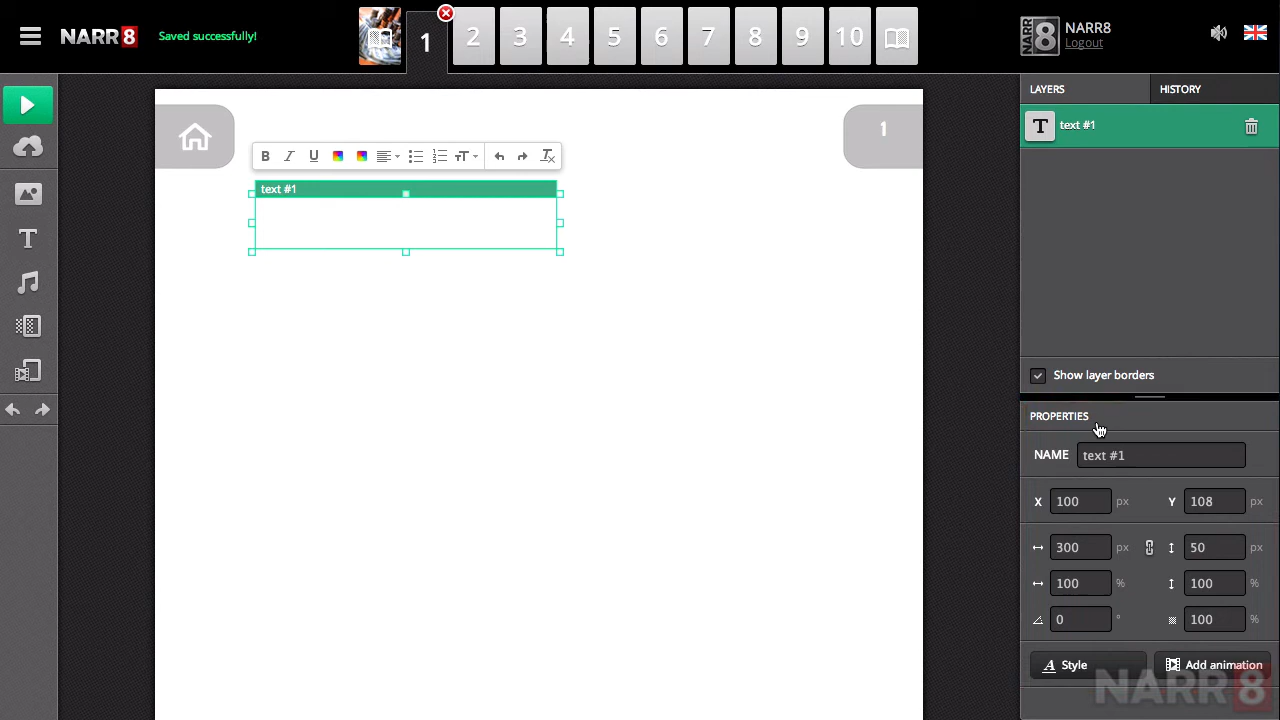 NARR8
Saved successfully!
1
2
3
4
5
6
7
8
9
10
NARR8
NARR8
Logout
LAYERS
HISTORY
T
text #1
1
B I U
text #1
Show layer borders
PROPERTIES
NAME text #1
X 100 px Y 108 px
300 px 50 px
100 % 100 %
0 ° 100 %
A Style
Add animation
NARR8